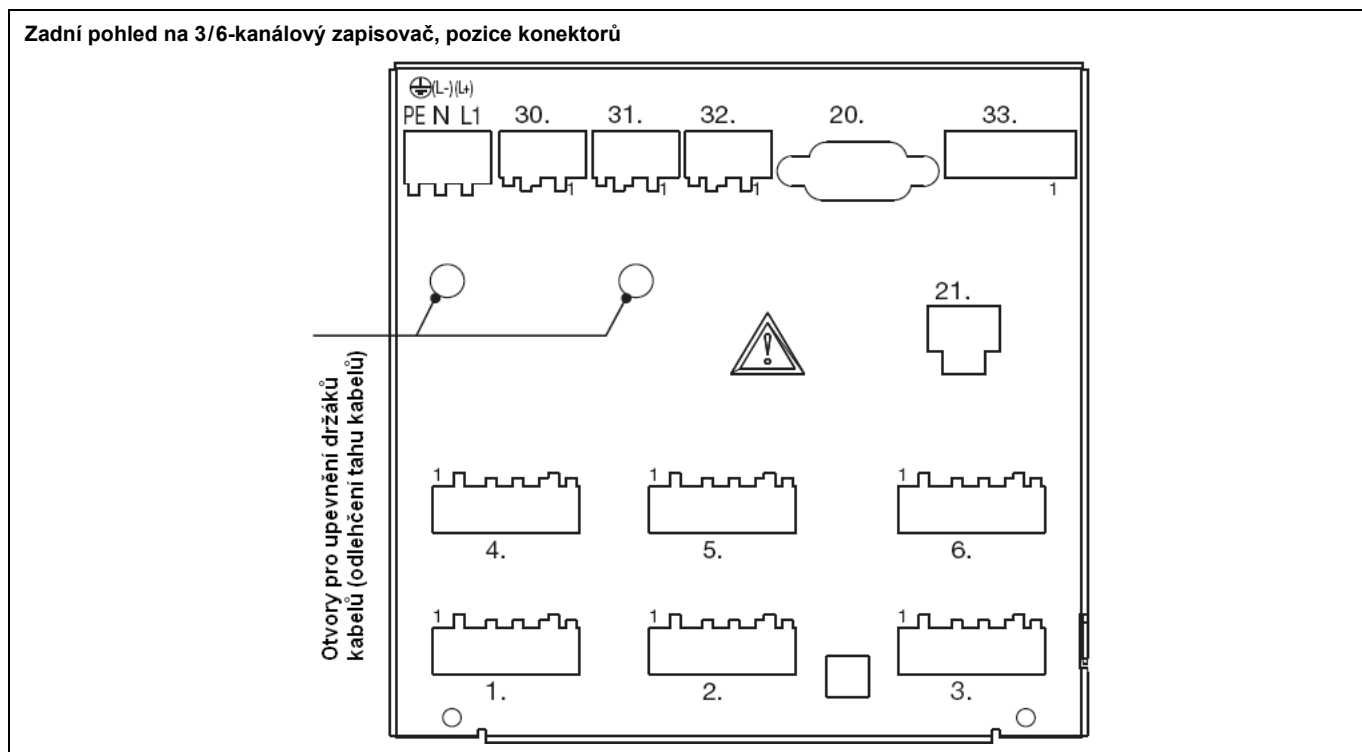 Zadní pohled na 3/6-kanálový zapisovač, pozice konektorů
(L-) (L+)
PE N L1 30. 31. 32. 20. 33.
1 1 1 1
21.
Otvory pro upevnění držáků
kabelů (odlehčení tahu kabelů)
1 1 1
4. 5. 6.
1 1 1
1. 2. 3.